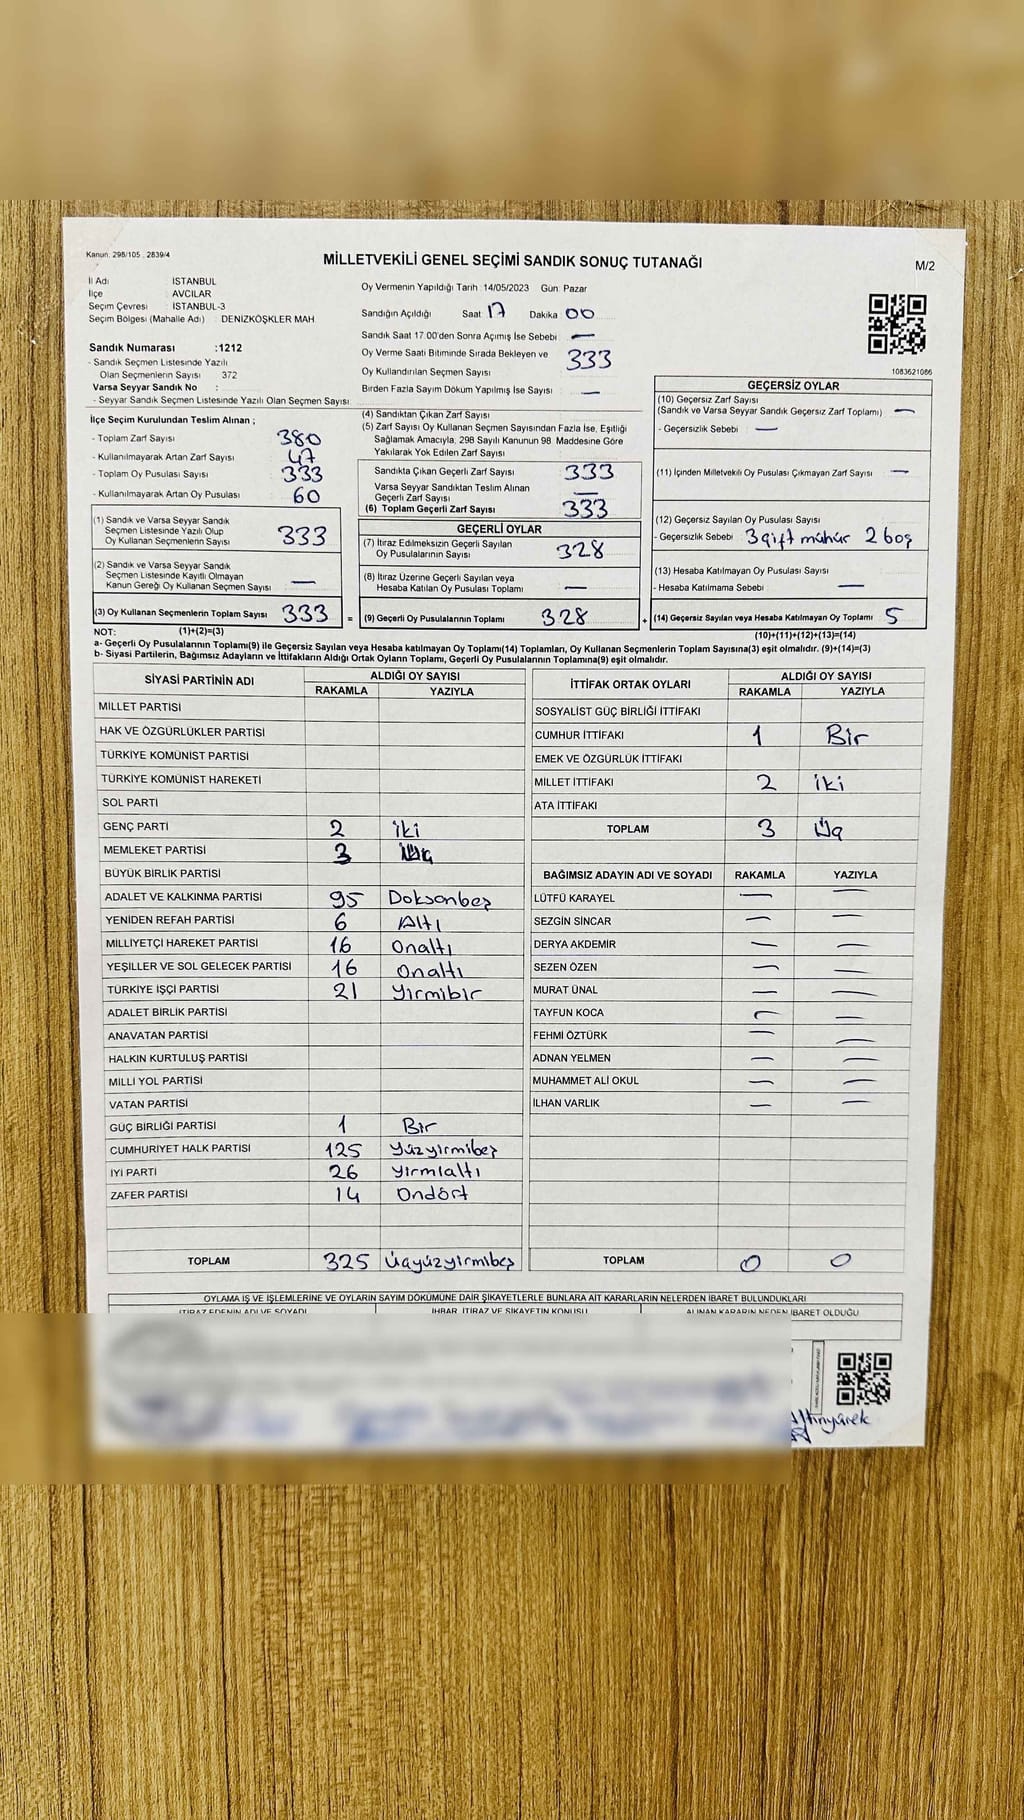 Kanun: 298/105 , 2839/4
MİLLETVEKİLİ GENEL SEÇİMİ SANDIK SONUÇ TUTANAĞI
M/2
İl Adı : İSTANBUL
İlçe : AVCILAR
Seçim Çevresi : İSTANBUL-3
Seçim Bölgesi (Mahalle Adı) : DENİZKÖŞKLER MAH
Oy Vermenin Yapıldığı Tarih :14/05/2023 Gün: Pazar
Sandığın Açıldığı Saat 17 Dakika 00
Sandık Saat 17.00'den Sonra Açımış İse Sebebi —
Oy Verme Saati Bitiminde Sırada Bekleyen ve
Oy Kullandırılan Seçmen Sayısı 333
Birden Fazla Sayım Döküm Yapılmış İse Sayısı —
1083621086
Sandık Numarası :1212
- Sandık Seçmen Listesinde Yazılı
Olan Seçmenlerin Sayısı : 372
Varsa Seyyar Sandık No :
- Seyyar Sandık Seçmen Listesinde Yazılı Olan Seçmen Sayısı:
İlçe Seçim Kurulundan Teslim Alınan ;
- Toplam Zarf Sayısı 380
- Kullanılmayarak Artan Zarf Sayısı 47
- Toplam Oy Pusulası Sayısı 333
- Kullanılmayarak Artan Oy Pusulası 60
(1) Sandık ve Varsa Seyyar Sandık
Seçmen Listesinde Yazılı Olup
Oy Kullanan Seçmenlerin Sayısı 333
(2) Sandık ve Varsa Seyyar Sandık
Seçmen Listesinde Kayıtlı Olmayan
Kanun Gereği Oy Kullanan Seçmen Sayısı —
(3) Oy Kullanan Seçmenlerin Toplam Sayısı 333
(1)+(2)=(3)
(4) Sandıktan Çıkan Zarf Sayısı
(5) Zarf Sayısı Oy Kullanan Seçmen Sayısından Fazla İse, Eşitliği
Sağlamak Amacıyla, 298 Sayılı Kanunun 98. Maddesine Göre
Yakılarak Yok Edilen Zarf Sayısı
Sandıkta Çıkan Geçerli Zarf Sayısı 333
Varsa Seyyar Sandıktan Teslim Alınan
Geçerli Zarf Sayısı —
(6) Toplam Geçerli Zarf Sayısı 333
GEÇERLİ OYLAR
(7) İtiraz Edilmeksizin Geçerli Sayılan
Oy Pusulalarının Sayısı 328
(8) İtiraz Üzerine Geçerli Sayılan veya
Hesaba Katılan Oy Pusulası Toplamı —
= (9) Geçerli Oy Pusulalarının Toplamı 328 +
GEÇERSİZ OYLAR
(10) Geçersiz Zarf Sayısı
(Sandık ve Varsa Seyyar Sandık Geçersiz Zarf Toplamı) —
- Geçersizlik Sebebi : —
(11) İçinden Milletvekili Oy Pusulası Çıkmayan Zarf Sayısı —
(12) Geçersiz Sayılan Oy Pusulası Sayısı
- Geçersizlik Sebebi : 3 çift mühür 2 boş
(13) Hesaba Katılmayan Oy Pusulası Sayısı
- Hesaba Katılmama Sebebi : —
(14) Geçersiz Sayılan veya Hesaba Katılmayan Oy Toplamı 5
(10)+(11)+(12)+(13)=(14)
NOT:
a- Geçerli Oy Pusulalarının Toplamı(9) ile Geçersiz Sayılan veya Hesaba katılmayan Oy Toplamı(14) Toplamları, Oy Kullanan Seçmenlerin Toplam Sayısına(3) eşit olmalıdır. (9)+(14)=(3)
b- Siyasi Partilerin, Bağımsız Adayların ve İttifakların Aldığı Ortak Oyların Toplamı, Geçerli Oy Pusulalarının Toplamına(9) eşit olmalıdır.
SİYASİ PARTİNİN ADI ALDIĞI OY SAYISI
RAKAMLA YAZIYLA
MİLLET PARTİSİ
HAK VE ÖZGÜRLÜKLER PARTİSİ
TÜRKİYE KOMÜNİST PARTİSİ
TÜRKİYE KOMÜNİST HAREKETİ
SOL PARTİ
GENÇ PARTİ 2 iki
MEMLEKET PARTİSİ 3
BÜYÜK BİRLİK PARTİSİ
ADALET VE KALKINMA PARTİSİ 95 Doksanbeş
YENİDEN REFAH PARTİSİ 6 Altı
MİLLİYETÇİ HAREKET PARTİSİ 16 Onaltı
YEŞİLLER VE SOL GELECEK PARTİSİ 16 Onaltı
TÜRKİYE İŞÇİ PARTİSİ 21 Yirmibir
ADALET BİRLİK PARTİSİ
ANAVATAN PARTİSİ
HALKIN KURTULUŞ PARTİSİ
MİLLİ YOL PARTİSİ
VATAN PARTİSİ
GÜÇ BİRLİĞİ PARTİSİ 1 Bir
CUMHURİYET HALK PARTİSİ 125 Yüzyirmibeş
İYİ PARTİ 26 Yirmialtı
ZAFER PARTİSİ 14 Ondört
TOPLAM 325 Üçyüzyirmibeş
İTTİFAK ORTAK OYLARI ALDIĞI OY SAYISI
RAKAMLA YAZIYLA
SOSYALİST GÜÇ BİRLİĞİ İTTİFAKI
CUMHUR İTTİFAKI 1 Bir
EMEK VE ÖZGÜRLÜK İTTİFAKI
MİLLET İTTİFAKI 2 iki
ATA İTTİFAKI
TOPLAM 3 Üç
BAĞIMSIZ ADAYIN ADI VE SOYADI RAKAMLA YAZIYLA
LÜTFÜ KARAYEL — —
SEZGİN SİNCAR — —
DERYA AKDEMİR — —
SEZEN ÖZEN — —
MURAT ÜNAL — —
TAYFUN KOCA — —
FEHMİ ÖZTÜRK — —
ADNAN YELMEN — —
MUHAMMET ALİ OKUL — —
İLHAN VARLIK — —
TOPLAM 0 0
OYLAMA İŞ VE İŞLEMLERİNE VE OYLARIN SAYIM DÖKÜMÜNE DAİR ŞİKAYETLERLE BUNLARA AİT KARARLARIN NELERDEN İBARET BULUNDUKLARI
İTİRAZ EDENİN ADI VE SOYADI İHBAR, İTİRAZ VE ŞİKAYETİN KONUSU ALINAN KARARIN NEDEN İBARET OLDUĞU